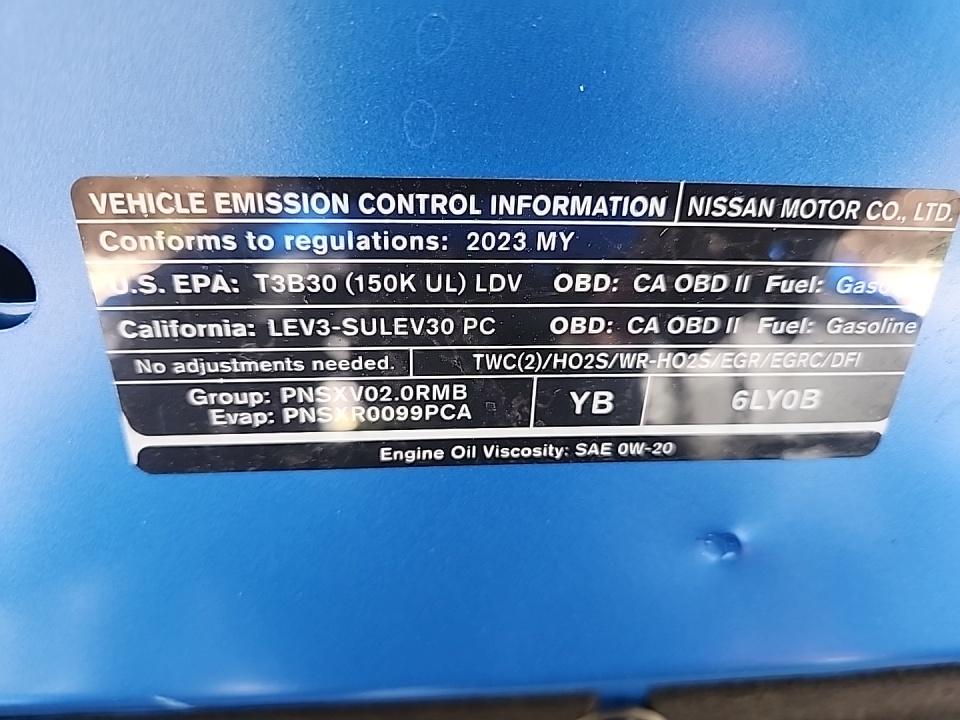 VEHICLE EMISSION CONTROL INFORMATION NISSAN MOTOR CO., LTD.
Conforms to regulations: 2023 MY
U.S. EPA: T3B30 (150K UL) LDV OBD: CA OBD II Fuel:
California: LEV3-SULEV30 PC OBD: CA OBD II Fuel: Gasoline
No adjustments needed. TWC(2)/HO2S/WR-HO2S/EGR/EGRC/DFI
Group: PNSXV02.0RMB
Evap: PNSXR0099PCA
YB 6LY0B
Engine Oil Viscosity: SAE 0W-20